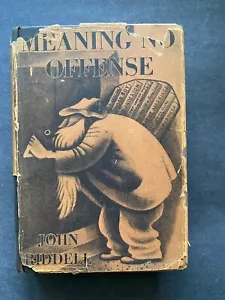 MEANING NO
OFFENSE
JOHN
RIDDELL